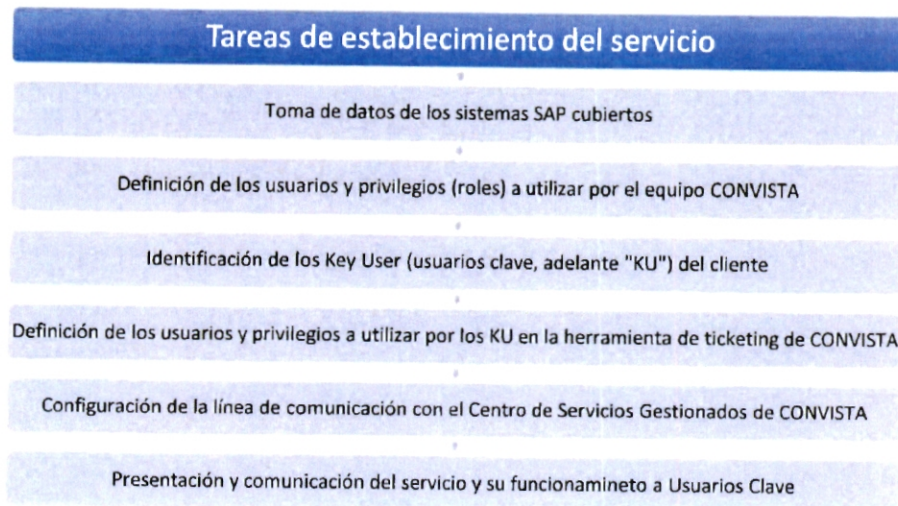 Tareas de establecimiento del servicio
Toma de datos de los sistemas SAP cubiertos
Definición de los usuarios y privilegios (roles) a utilizar por el equipo CONVISTA
Identificación de los Key User (usuarios clave, adelante "KU") del cliente
Definición de los usuarios y privilegios a utilizar por los KU en la herramienta de ticketing de CONVISTA
Configuración de la línea de comunicación con el Centro de Servicios Gestionados de CONVISTA
Presentación y comunicación del servicio y su funcionamineto a Usuarios Clave